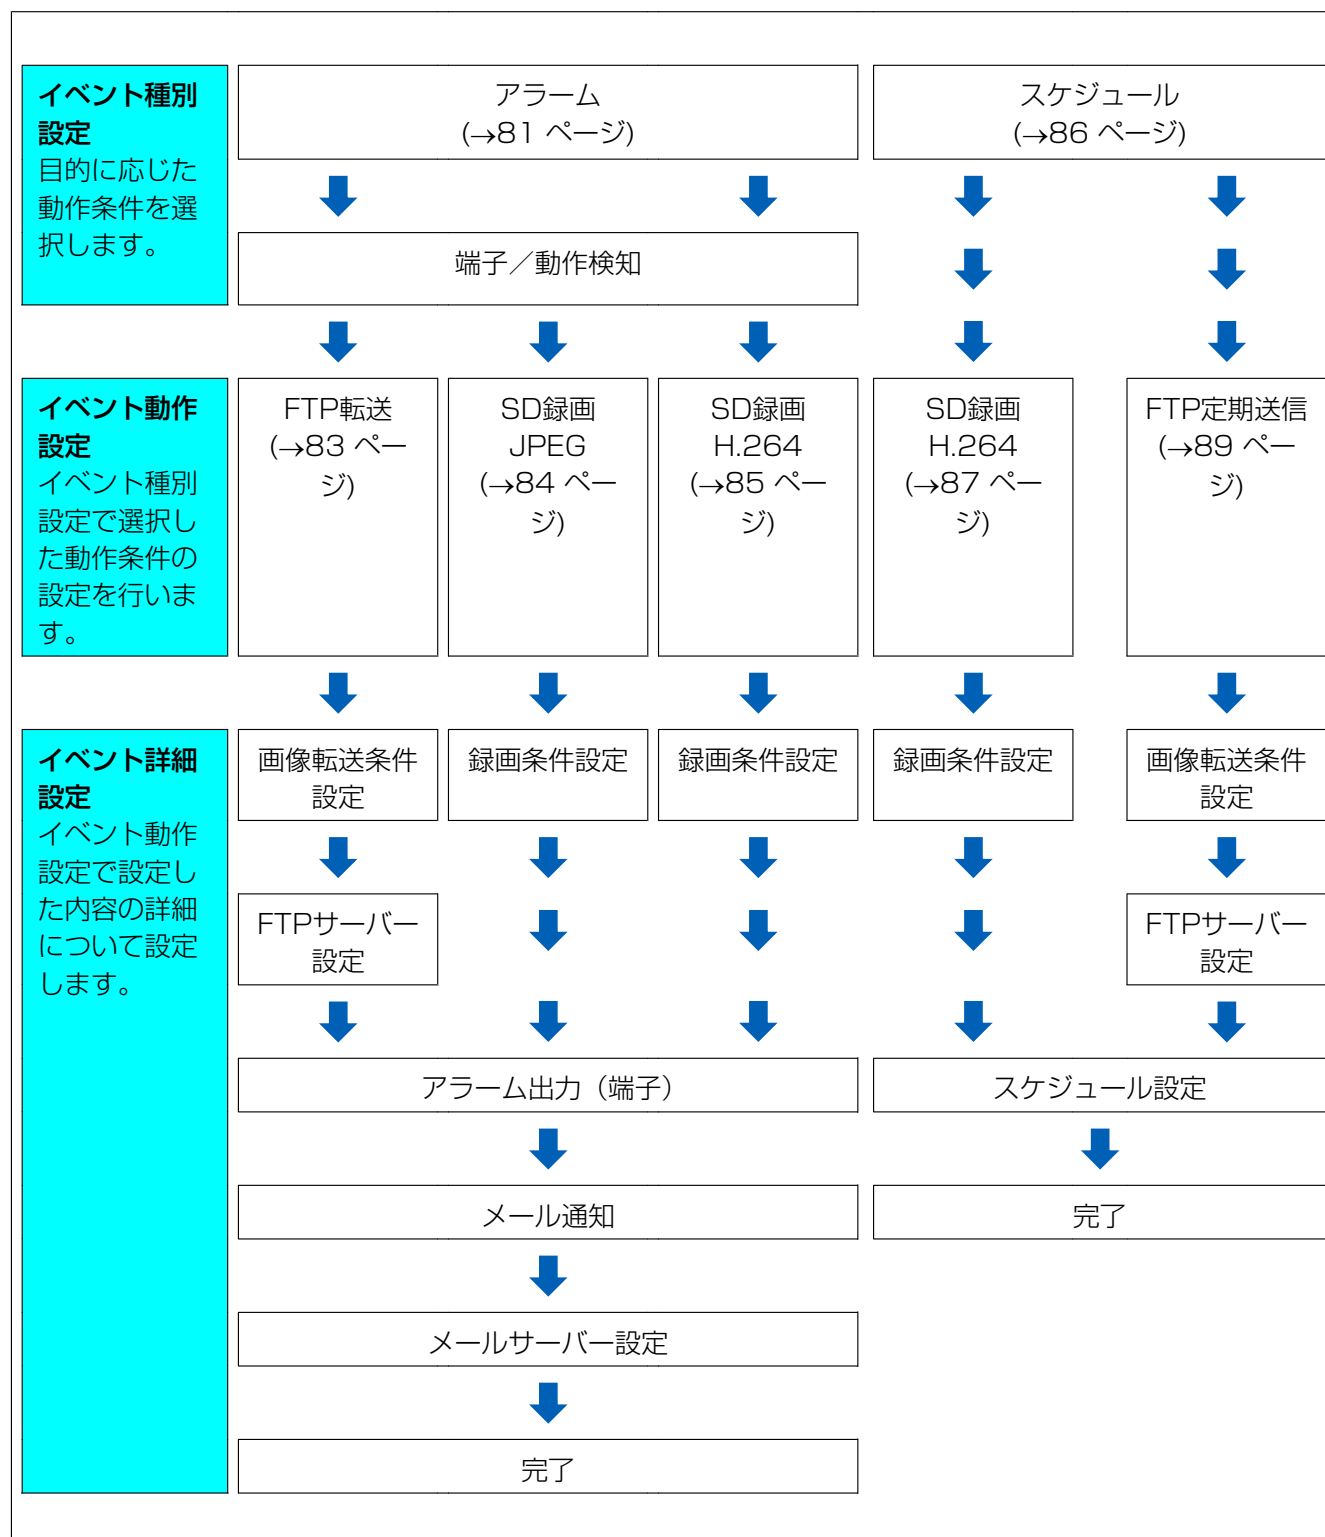 イベント種別
設定
目的に応じた
動作条件を選
択します。
アラーム
(→81 ページ)
スケジュール
(→86 ページ)
端子／動作検知
イベント動作
設定
イベント種別
設定で選択し
た動作条件の
設定を行いま
す。
FTP転送
(→83 ペー
ジ)
SD録画
JPEG
(→84 ペー
ジ)
SD録画
H.264
(→85 ペー
ジ)
SD録画
H.264
(→87 ペー
ジ)
FTP定期送信
(→89 ペー
ジ)
イベント詳細
設定
イベント動作
設定で設定し
た内容の詳細
について設定
します。
画像転送条件
設定
録画条件設定
録画条件設定
録画条件設定
画像転送条件
設定
FTPサーバー
設定
FTPサーバー
設定
アラーム出力（端子）
スケジュール設定
メール通知
完了
メールサーバー設定
完了